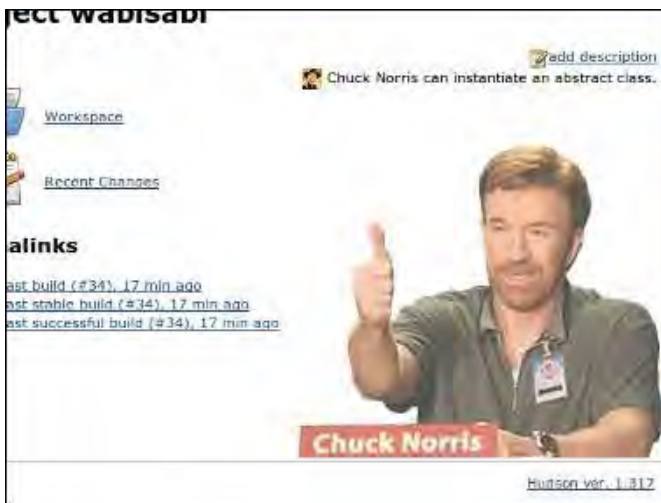 ject wabisabi
add description
Chuck Norris can instantiate an abstract class.
Workspace
Recent Changes
alinks
ast build (#34), 17 min ago
ast stable build (#34), 17 min ago
ast successful build (#34), 17 min ago
Chuck Norris
Hudson ver. 1.317